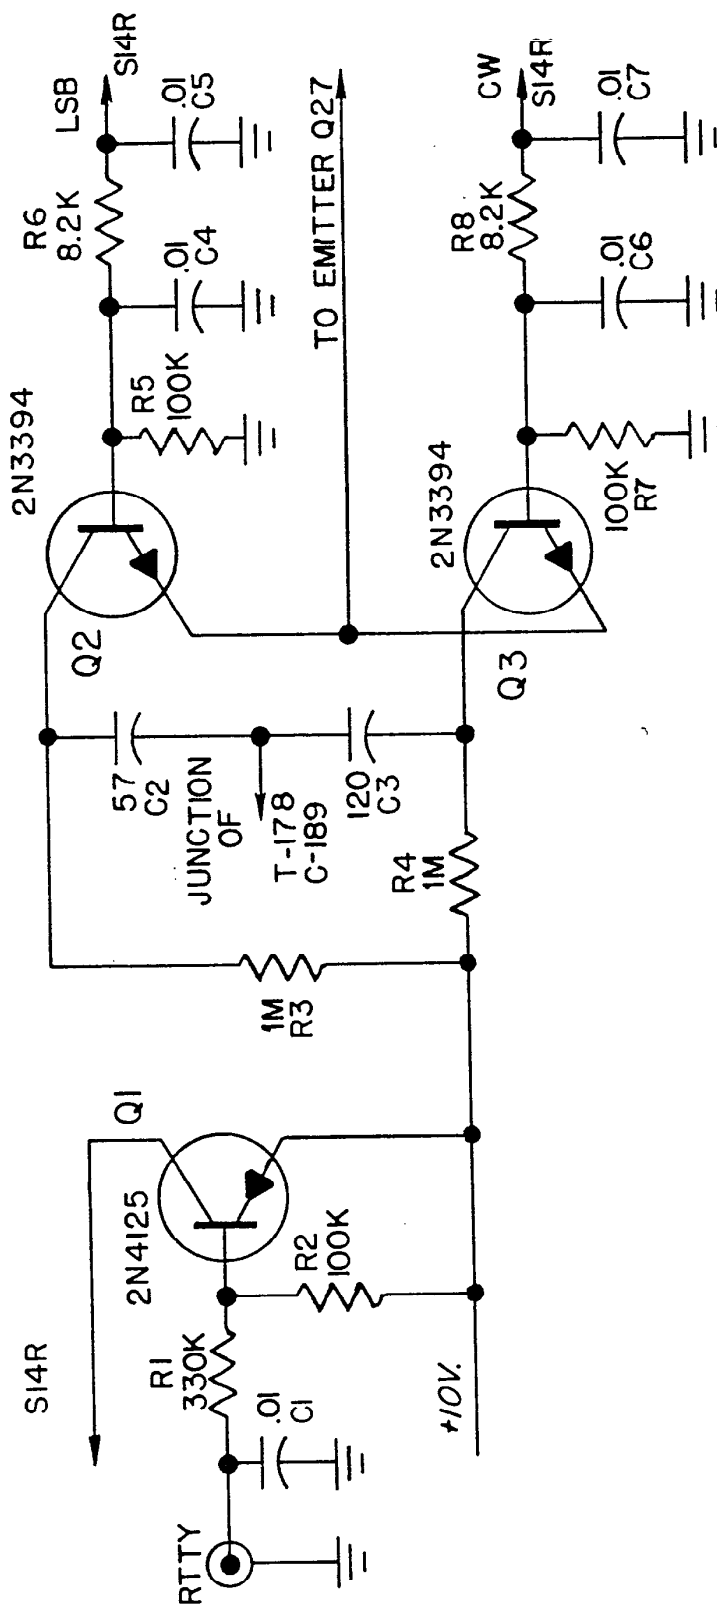 S14R
RTTY
R1
330K
.01
C1
2N4125
Q1
R2
100K
+10V.
1M
R3
R4
1M
57
C2
JUNCTION
OF
T-178
C-189
120
C3
Q2
2N3394
R5
100K
.01
C4
R6
8.2K
LSB
S14R
.01
C5
TO EMITTER Q27
Q3
2N3394
100K
R7
R8
8.2K
.01
C6
CW
S14R
.01
C7